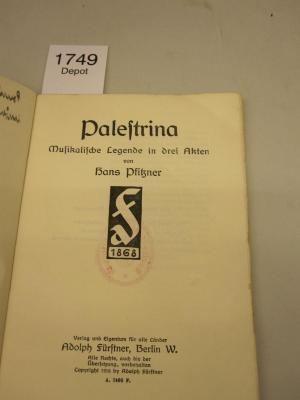 1749
Depot
Palestrina
Musikalische Legende in drei Akten
von
Hans Pfitzner
1868
Verlag und Eigentum für alle Länder
Adolph Fürstner, Berlin W.
Alle Rechte, auch die der
Übersetzung, vorbehalten
Copyright 1916 by Adolph Fürstner